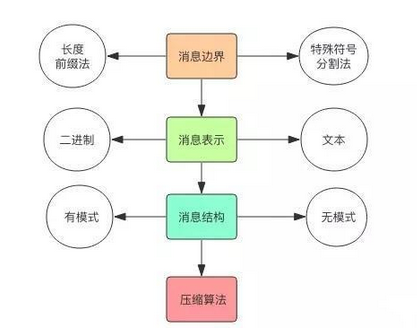 长度
前缀法
消息边界
特殊符号
分割法
二进制
消息表示
文本
有模式
消息结构
无模式
压缩算法